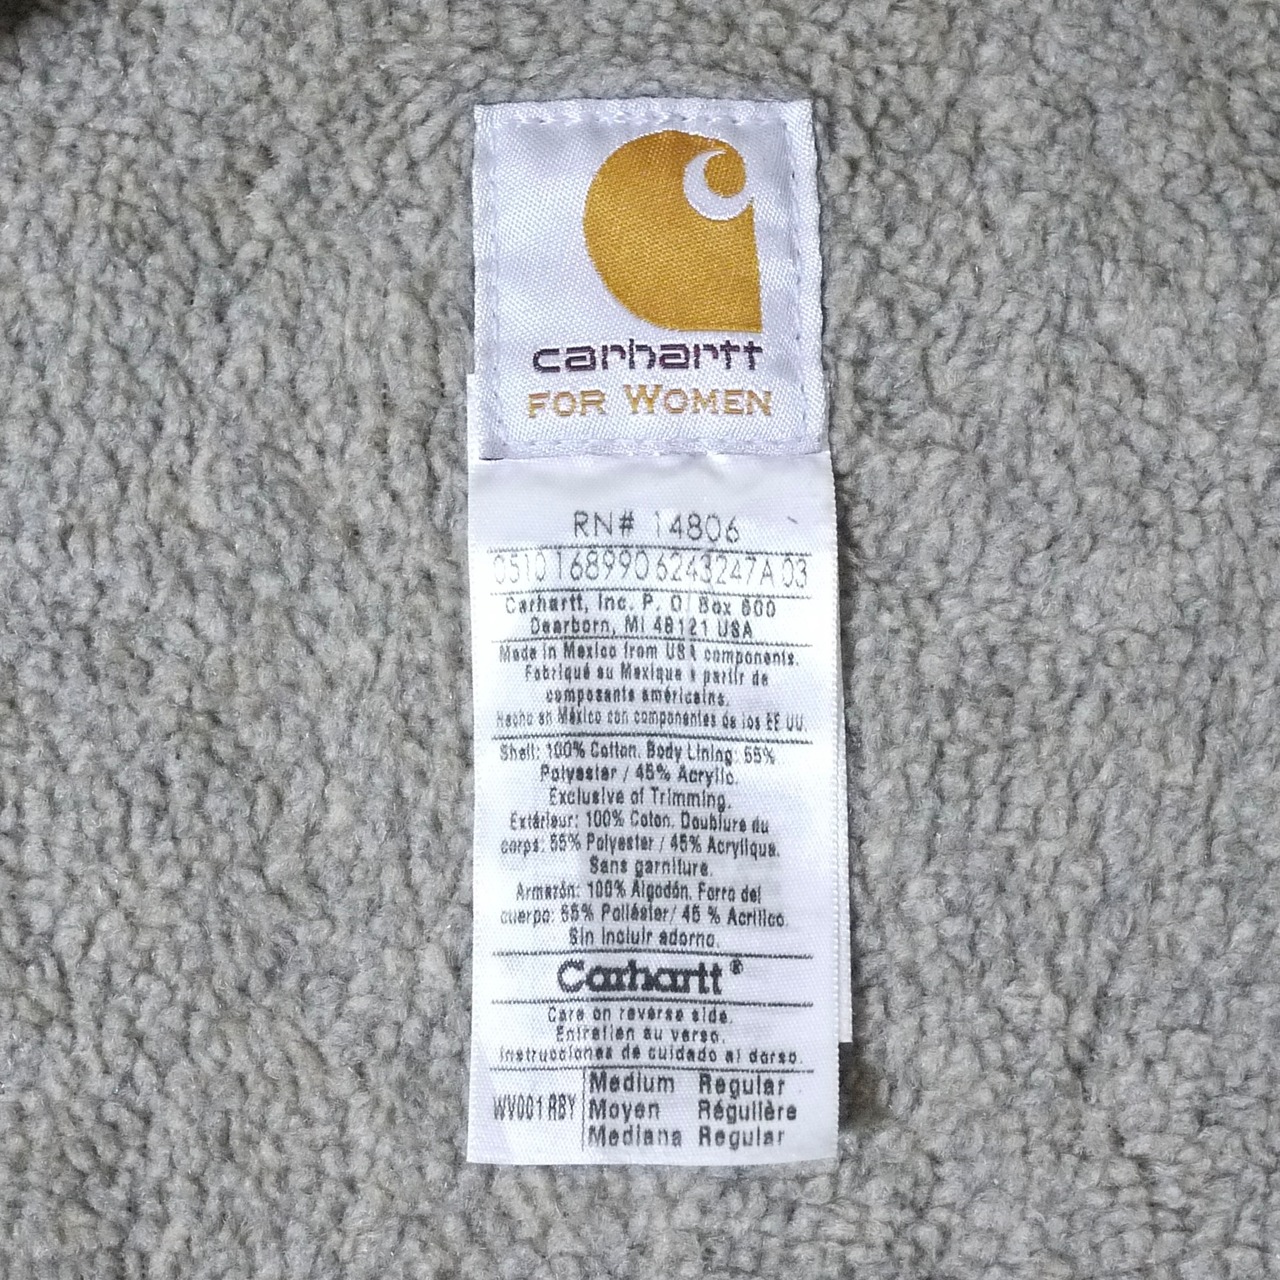 carhartt
FOR WOMEN
RN# 14806
0510 168990 6243247A 03
Carhartt, Inc. P. O. Box 600
Dearborn, MI 48121 USA
Made in Mexico from USA components.
Fabriqué au Mexique à partir de
composants américains.
Hecho en México con componentes de los EE UU.
Shell: 100% Cotton. Body Lining: 55%
Polyester / 45% Acrylic.
Exclusive of Trimming.
Extérieur: 100% Coton. Doublure du
corps: 55% Polyester / 45% Acrylique.
Sans garniture.
Armazón: 100% Algodón. Forro del
cuerpo: 55% Poliéster/ 45 % Acrílico.
Sin incluir adorno.
Carhartt®
Care on reverse side.
Entretien au verso.
Instrucciones de cuidado al dorso.
WV001 RBY
Medium Regular
Moyen Régulière
Mediana Regular